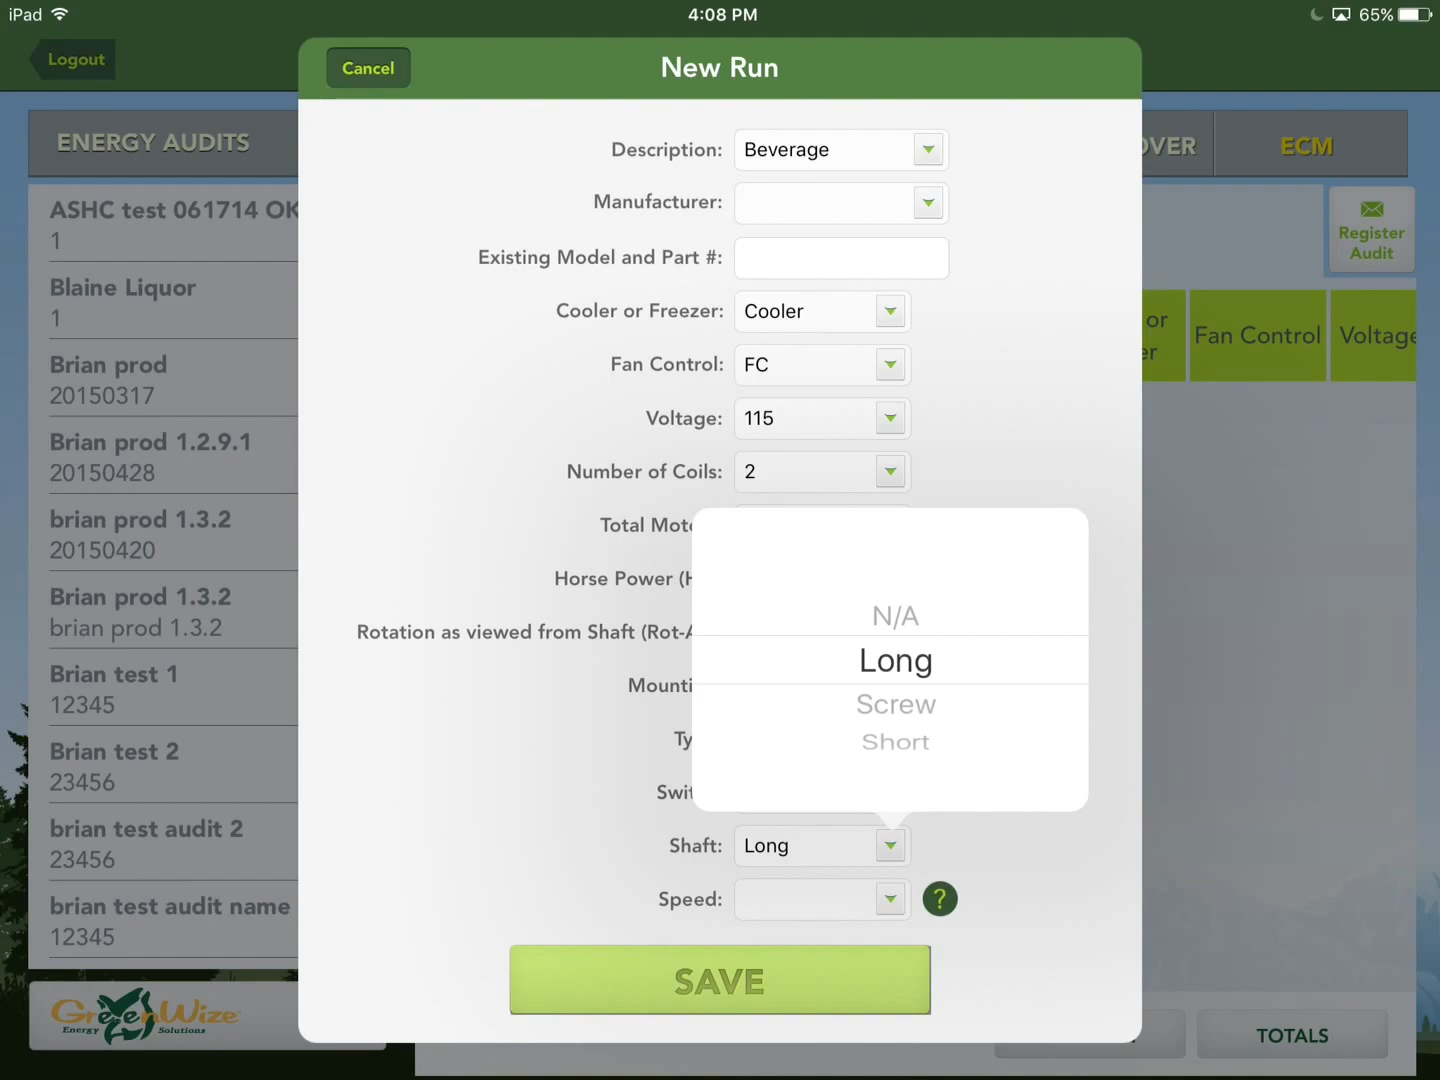 iPad
4:08 PM
65%
Logout
Cancel
New Run
ENERGY AUDITS
OVER
ECM
ASHC test 061714 OK
1
Blaine Liquor
1
Brian prod
20150317
Brian prod 1.2.9.1
20150428
brian prod 1.3.2
20150420
Brian prod 1.3.2
brian prod 1.3.2
Brian test 1
12345
Brian test 2
23456
brian test audit 2
23456
brian test audit name
12345
GreenWize
Energy Solutions
Description: Beverage
Manufacturer:
Existing Model and Part #:
Cooler or Freezer: Cooler
Fan Control: FC
Voltage: 115
Number of Coils: 2
Total Moto
Horse Power (H
Rotation as viewed from Shaft (Rot-A
Mounti
Ty
Swit
N/A
Long
Screw
Short
Shaft: Long
Speed:
?
SAVE
Register
Audit
or
er
Fan Control
Voltage
TOTALS